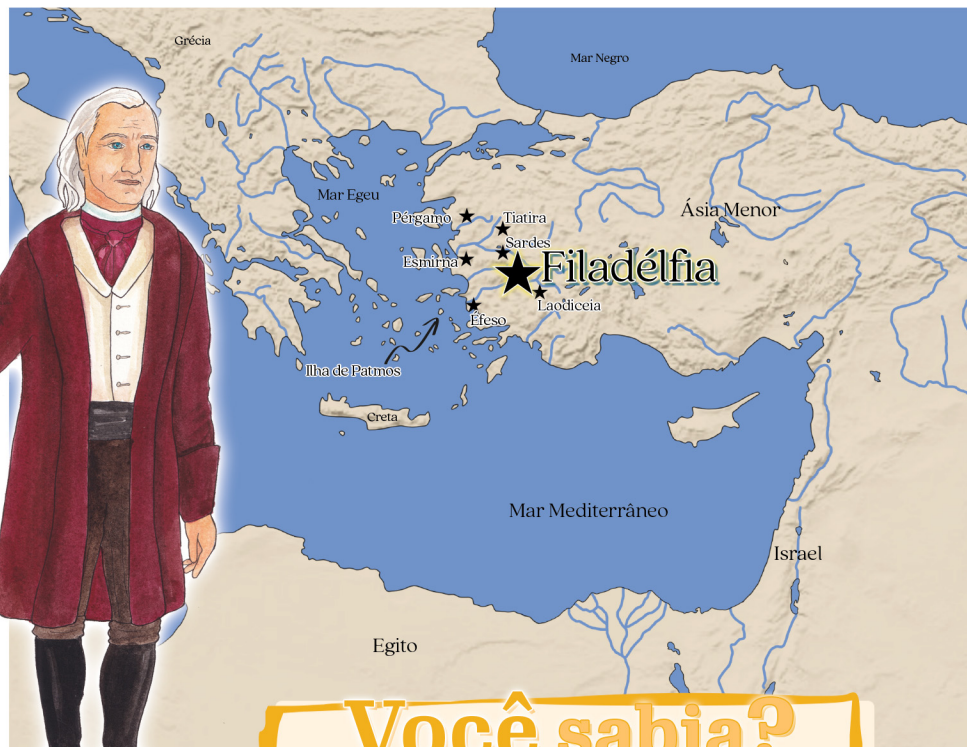 Grécia
Mar Negro
Mar Egeu
Pérgamo
Tiatira
Ásia Menor
Sardes
Esmirna
Filadélfia
Laodiceia
Éfeso
Ilha de Patmos
Creta
Mar Mediterrâneo
Israel
Egito
Você sabia?